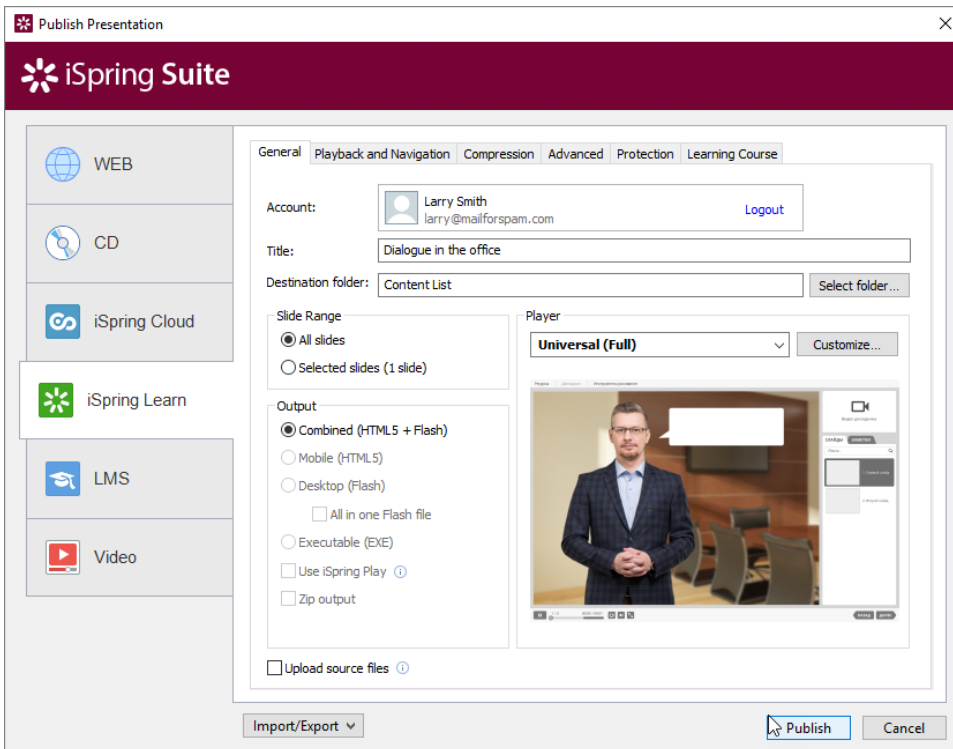 Publish Presentation
iSpring Suite
WEB
CD
iSpring Cloud
iSpring Learn
LMS
Video
General Playback and Navigation Compression Advanced Protection Learning Course
Account:
Larry Smith
larry@mailforspam.com
Logout
Title:
Dialogue in the office
Destination folder:
Content List
Select folder...
Slide Range
All slides
Selected slides (1 slide)
Output
Combined (HTML5 + Flash)
Mobile (HTML5)
Desktop (Flash)
All in one Flash file
Executable (EXE)
Use iSpring Play
Zip output
Player
Universal (Full)
Customize...
Upload source files
Import/Export
Publish
Cancel